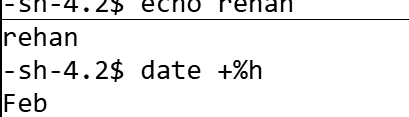 -sh-4.2$ echo rehan
rehan
-sh-4.2$ date +%h
Feb